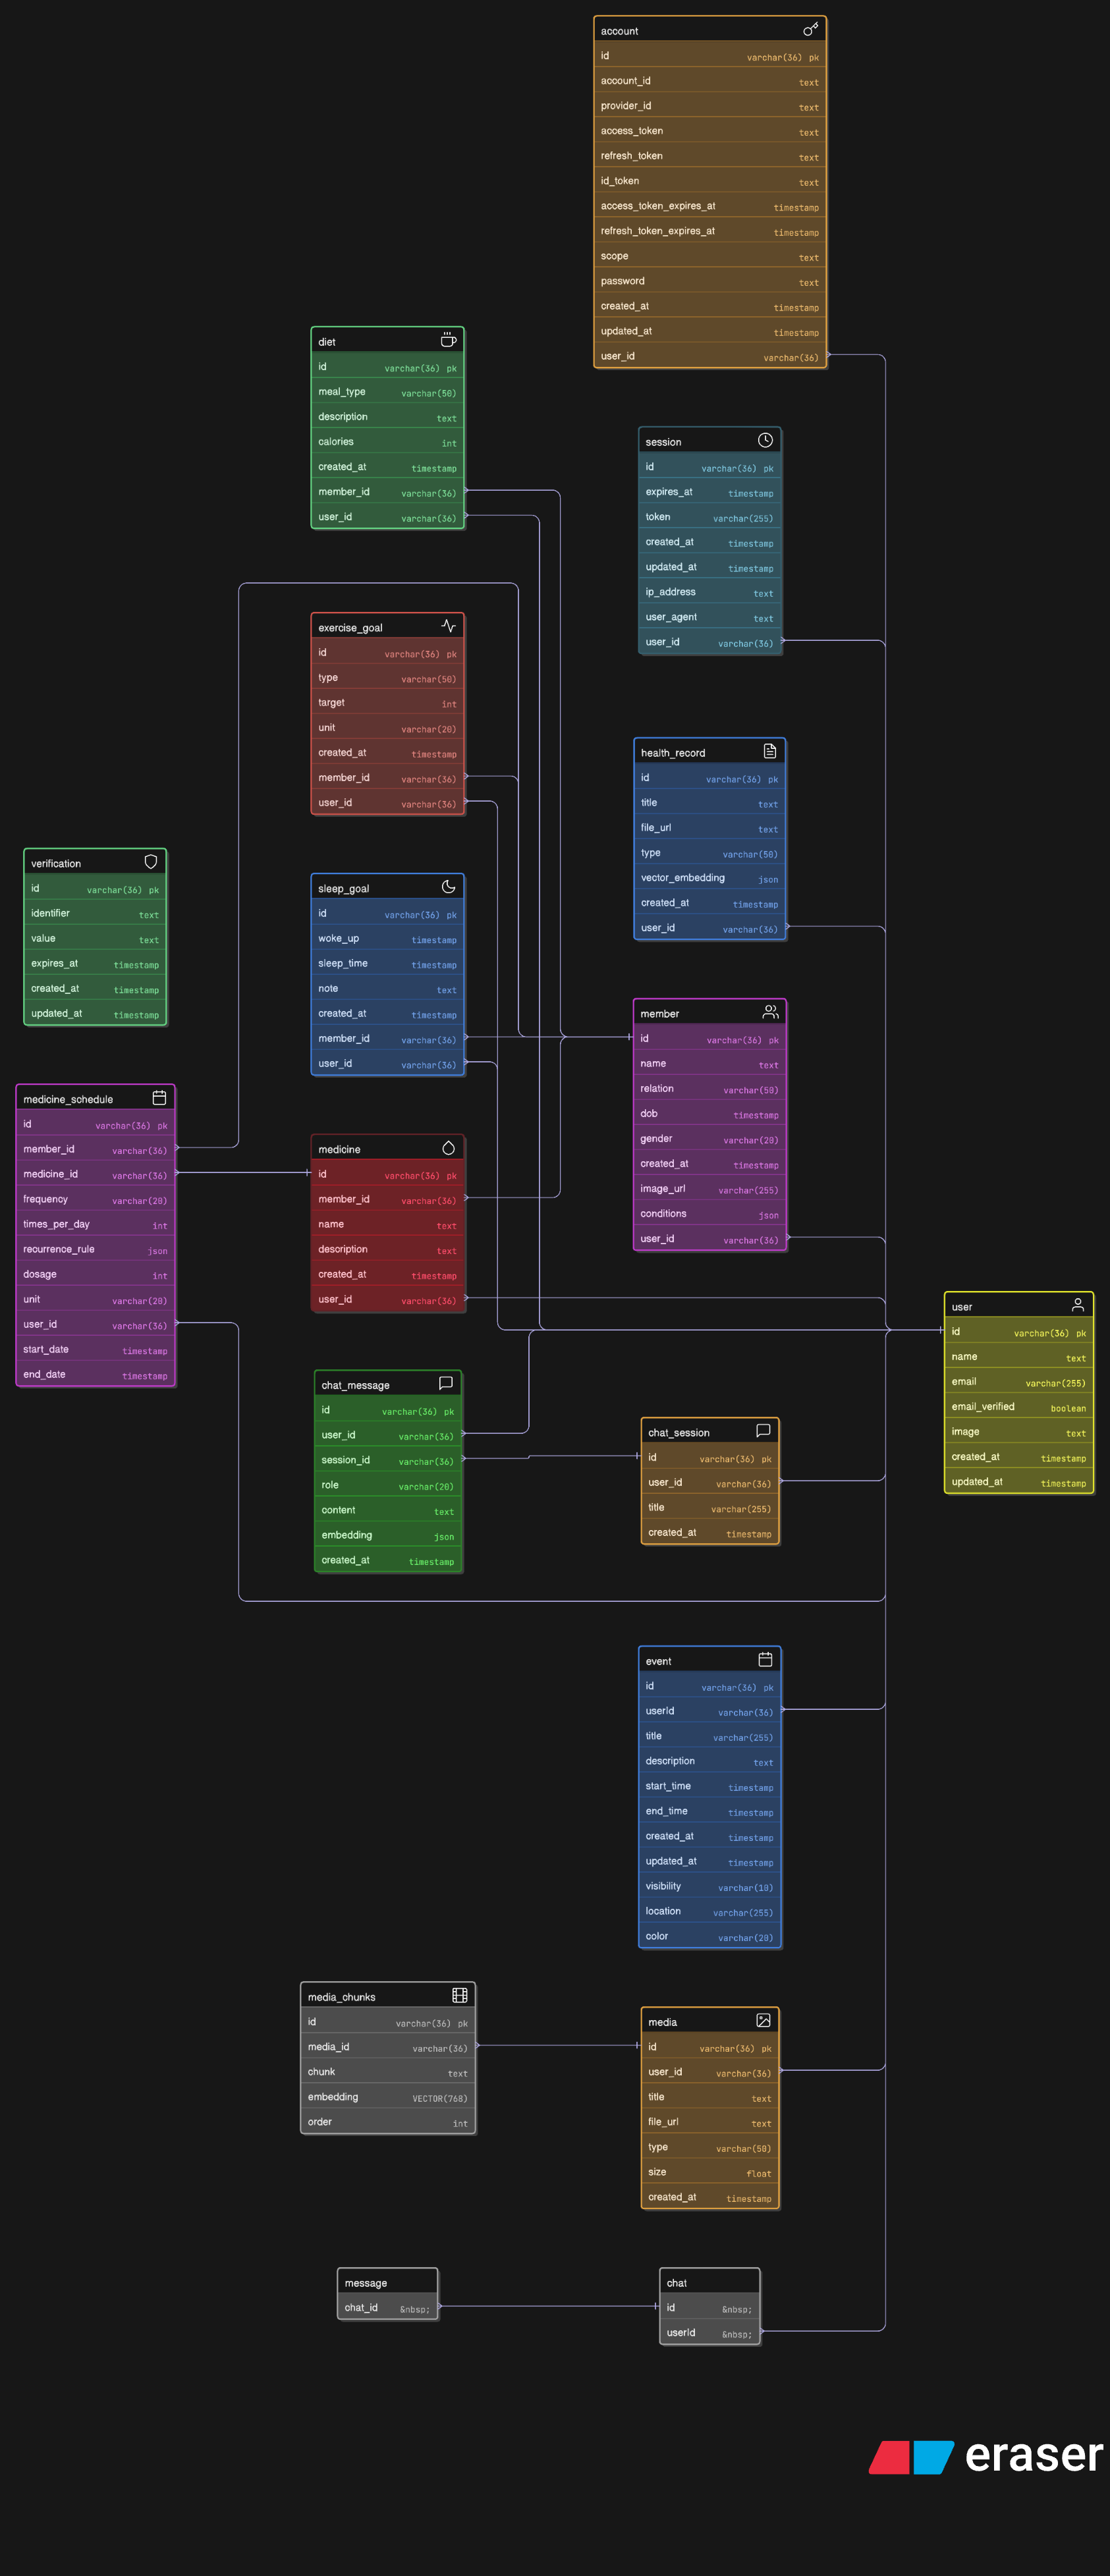 account
id varchar(36) pk
account_id text
provider_id text
access_token text
refresh_token text
id_token text
access_token_expires_at timestamp
refresh_token_expires_at timestamp
scope text
password text
created_at timestamp
updated_at timestamp
user_id varchar(36)
diet
id varchar(36) pk
meal_type varchar(50)
description text
calories int
created_at timestamp
member_id varchar(36)
user_id varchar(36)
session
id varchar(36) pk
expires_at timestamp
token varchar(255)
created_at timestamp
updated_at timestamp
ip_address text
user_agent text
user_id varchar(36)
exercise_goal
id varchar(36) pk
type varchar(50)
target int
unit varchar(20)
created_at timestamp
member_id varchar(36)
user_id varchar(36)
health_record
id varchar(36) pk
title text
file_url text
type varchar(50)
vector_embedding json
created_at timestamp
user_id varchar(36)
verification
id varchar(36) pk
identifier text
value text
expires_at timestamp
created_at timestamp
updated_at timestamp
sleep_goal
id varchar(36) pk
woke_up timestamp
sleep_time timestamp
note text
created_at timestamp
member_id varchar(36)
user_id varchar(36)
member
id varchar(36) pk
name text
relation varchar(50)
dob timestamp
gender varchar(20)
created_at timestamp
image_url varchar(255)
conditions json
user_id varchar(36)
medicine_schedule
id varchar(36) pk
member_id varchar(36)
medicine_id varchar(36)
frequency varchar(20)
times_per_day int
recurrence_rule json
dosage int
unit varchar(20)
user_id varchar(36)
start_date timestamp
end_date timestamp
medicine
id varchar(36) pk
member_id varchar(36)
name text
description text
created_at timestamp
user_id varchar(36)
user
id varchar(36) pk
name text
email varchar(255)
email_verified boolean
image text
created_at timestamp
updated_at timestamp
chat_message
id varchar(36) pk
user_id varchar(36)
session_id varchar(36)
role varchar(20)
content text
embedding json
created_at timestamp
chat_session
id varchar(36) pk
user_id varchar(36)
title varchar(255)
created_at timestamp
event
id varchar(36) pk
userId varchar(36)
title varchar(255)
description text
start_time timestamp
end_time timestamp
created_at timestamp
updated_at timestamp
visibility varchar(10)
location varchar(255)
color varchar(20)
media_chunks
id varchar(36) pk
media_id varchar(36)
chunk text
embedding VECTOR(768)
order int
media
id varchar(36) pk
user_id varchar(36)
title text
file_url text
type varchar(50)
size float
created_at timestamp
message
chat_id &nbsp;
chat
id &nbsp;
userId &nbsp;
eraser